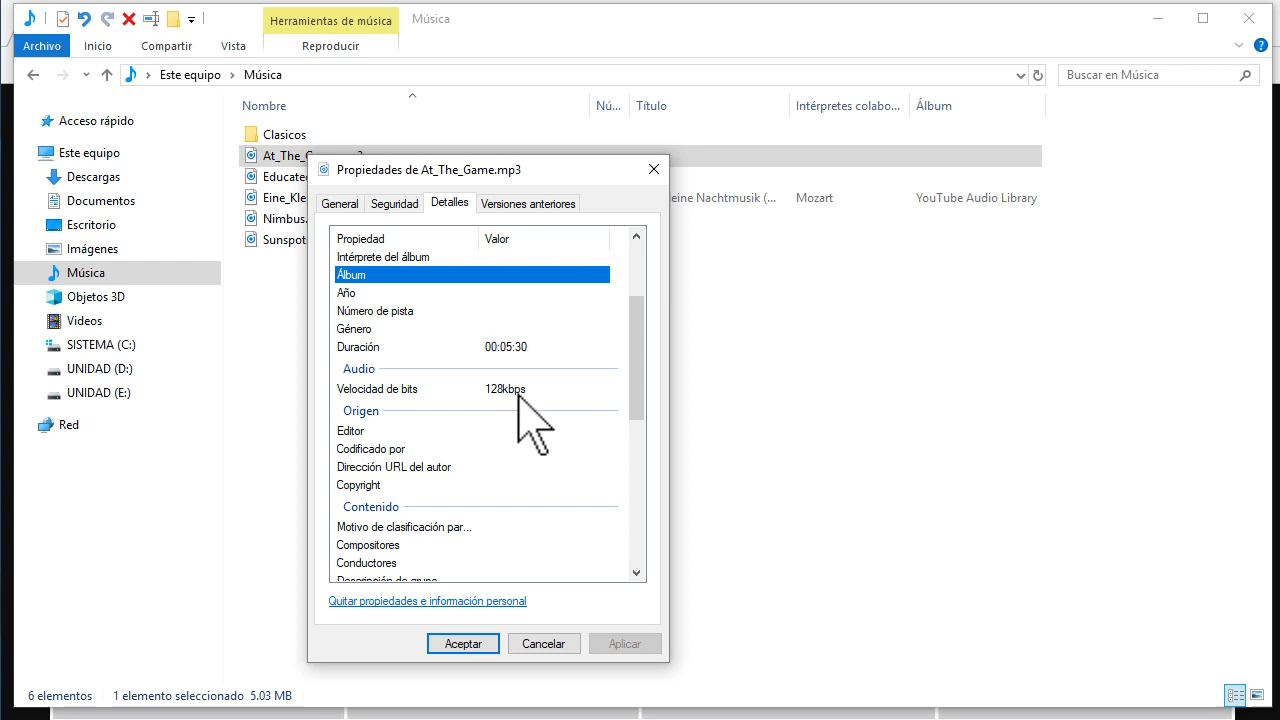 Herramientas de música
Música
Archivo
Inicio
Compartir
Vista
Reproducir
Este equipo
Música
Buscar en Música
Nombre
Nú...
Título
Intérpretes colabo...
Álbum
Acceso rápido
Este equipo
Descargas
Documentos
Escritorio
Imágenes
Música
Objetos 3D
Videos
SISTEMA (C:)
UNIDAD (D:)
UNIDAD (E:)
Red
Clasicos
At_The_
Educate
Eine_Kle
eine Nachtmusik (...
Mozart
YouTube Audio Library
Nimbus
Sunspot
Propiedades de At_The_Game.mp3
General
Seguridad
Detalles
Versiones anteriores
Propiedad
Valor
Intérprete del álbum
Álbum
Año
Número de pista
Género
Duración
00:05:30
Audio
Velocidad de bits
128kbps
Origen
Editor
Codificado por
Dirección URL del autor
Copyright
Contenido
Motivo de clasificación par...
Compositores
Conductores
Descripción de grupo
Quitar propiedades e información personal
Aceptar
Cancelar
Aplicar
6 elementos
1 elemento seleccionado 5.03 MB